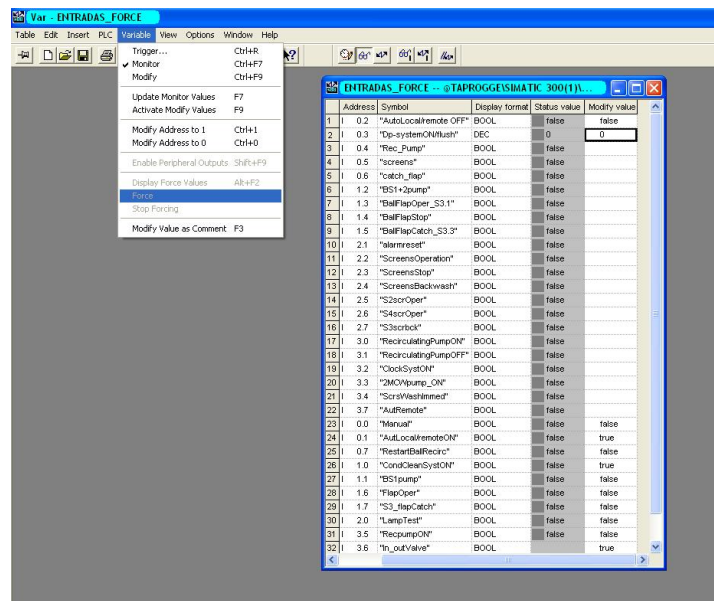 Var - ENTRADAS_FORCE
Table Edit Insert PLC Variable View Options Window Help
Trigger... Ctrl+R
Monitor Ctrl+F7
Modify Ctrl+F9
Update Monitor Values F7
Activate Modify Values F9
Modify Address to 1 Ctrl+1
Modify Address to 0 Ctrl+0
Enable Peripheral Outputs Shift+F9
Display Force Values Alt+F2
Force
Stop Forcing
Modify Value as Comment F3
ENTRADAS_FORCE -- @TAPROGGE\SIMATIC 300(1)\...
Address Symbol Display format Status value Modify value
1 I 0.2 "AutoLocal/remote OFF" BOOL false false
2 I 0.3 "Dp-systemON/flush" DEC 0 0
3 I 0.4 "Rec_Pump" BOOL false
4 I 0.5 "screens" BOOL false
5 I 0.6 "catch_flap" BOOL false
6 I 1.2 "BS1+2pump" BOOL false
7 I 1.3 "BallFlapOper_S3.1" BOOL false
8 I 1.4 "BallFlapStop" BOOL false
9 I 1.5 "BallFlapCatch_S3.3" BOOL false
10 I 2.1 "alarmreset" BOOL false
11 I 2.2 "ScreensOperation" BOOL false
12 I 2.3 "ScreensStop" BOOL false
13 I 2.4 "ScreensBackwash" BOOL false
14 I 2.5 "S2scrOper" BOOL false
15 I 2.6 "S4scrOper" BOOL false
16 I 2.7 "S3scrbck" BOOL false
17 I 3.0 "RecirculatingPumpON" BOOL false
18 I 3.1 "RecirculatingPumpOFF" BOOL false
19 I 3.2 "ClockSystON" BOOL false
20 I 3.3 "2MCWpump_ON" BOOL false
21 I 3.4 "ScrsWashImmed" BOOL false
22 I 3.7 "AutRemote" BOOL false
23 I 0.0 "Manual" BOOL false false
24 I 0.1 "AutLocal/remoteON" BOOL false true
25 I 0.7 "RestartBallRecirc" BOOL false false
26 I 1.0 "CondCleanSystON" BOOL false true
27 I 1.1 "BS1pump" BOOL false false
28 I 1.6 "FlapOper" BOOL false false
29 I 1.7 "S3_flapCatch" BOOL false false
30 I 2.0 "LampTest" BOOL false false
31 I 3.5 "RecpumpON" BOOL false false
32 I 3.6 "In_outValve" BOOL true